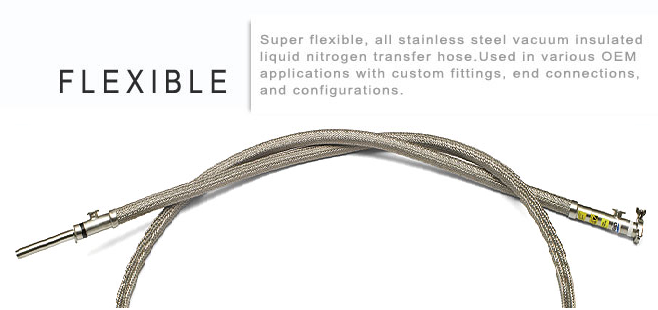 FLEXIBLE
Super flexible, all stainless steel vacuum insulated
liquid nitrogen transfer hose.Used in various OEM
applications with custom fittings, end connections,
and configurations.